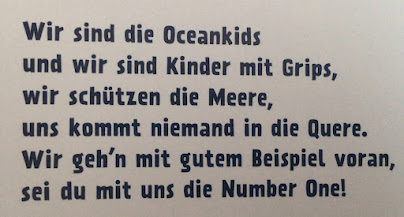 Wir sind die Oceankids
und wir sind Kinder mit Grips,
wir schützen die Meere,
uns kommt niemand in die Quere.
Wir geh'n mit gutem Beispiel voran,
sei du mit uns die Number One!